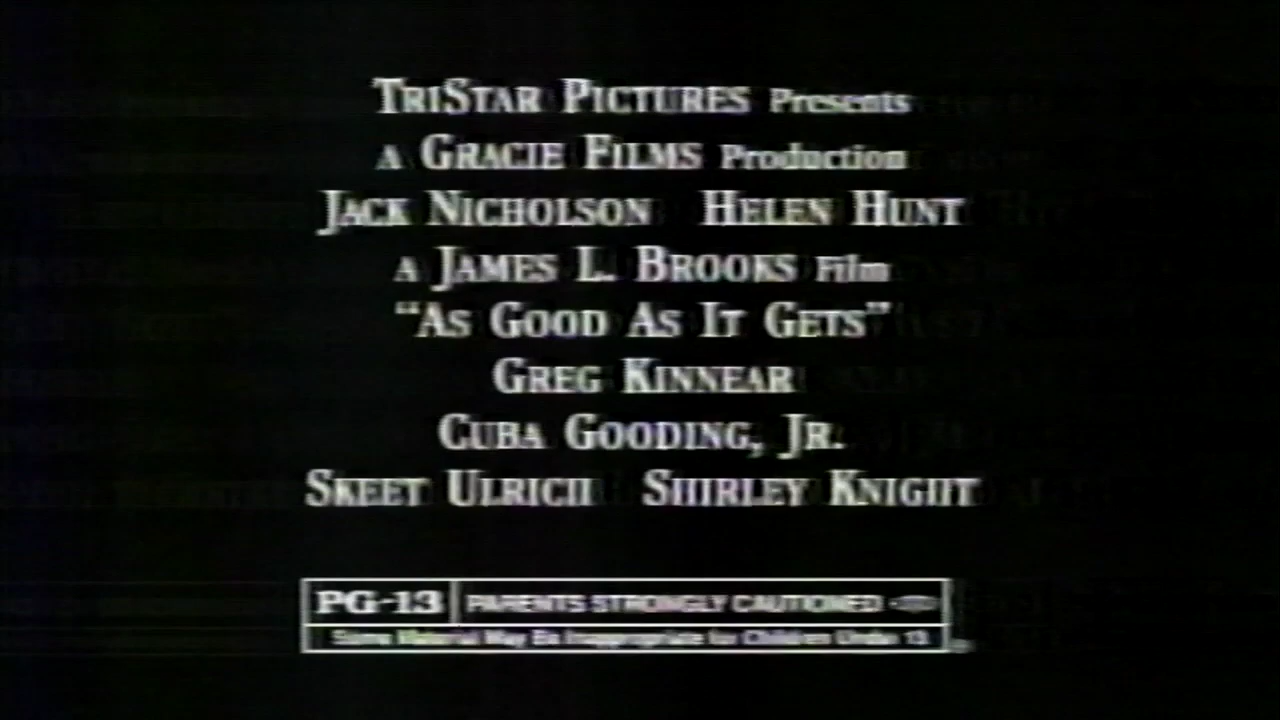 TRISTAR PICTURES Presents
A GRACIE FILMS Production
JACK NICHOLSON HELEN HUNT
A JAMES L. BROOKS Film
“AS GOOD AS IT GETS”
GREG KINNEAR
CUBA GOODING, JR.
SKEET ULRICH SHIRLEY KNIGHT
PG-13 PARENTS STRONGLY CAUTIONED
Some Material May Be Inappropriate for Children Under 13